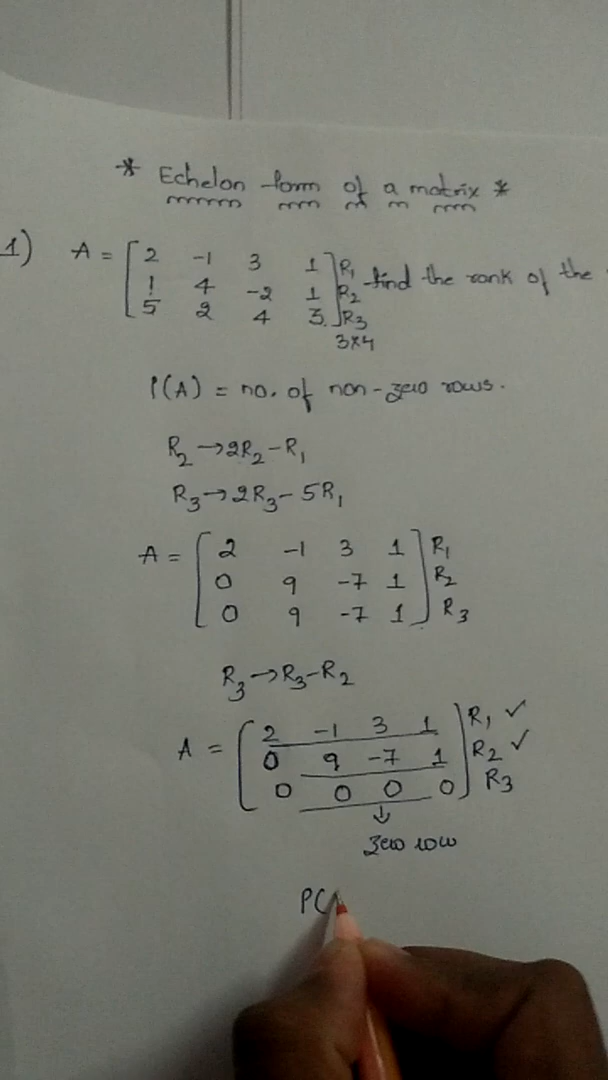 * Echelon form of a matrix *
1) A = [ 2 -1 3 1 ] R1 find the rank of the
1 4 -2 1 R2
5 2 4 3 R3
3x4
ρ(A) = no. of non-zero rows.
R2 → 2R2 - R1
R3 → 2R3 - 5R1
A = [ 2 -1 3 1 ] R1
0 9 -7 1 R2
0 9 -7 1 R3
R3 → R3 - R2
A = [ 2 -1 3 1 ] R1 ✓
0 9 -7 1 R2 ✓
0 0 0 0 R3
↓
zero row
ρ(